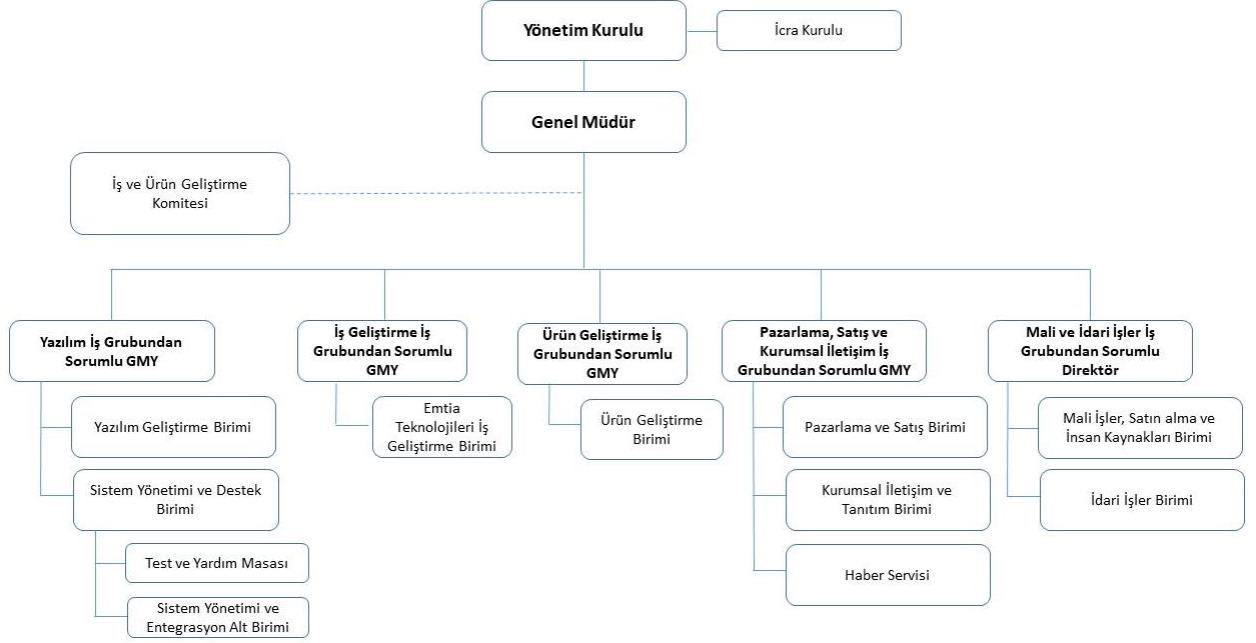 Yönetim Kurulu
İcra Kurulu
Genel Müdür
İş ve Ürün Geliştirme
Komitesi
Yazılım İş Grubundan
Sorumlu GMY
Yazılım Geliştirme Birimi
Sistem Yönetimi ve Destek
Birimi
Test ve Yardım Masası
Sistem Yönetimi ve
Entegrasyon Alt Birimi
İş Geliştirme İş
Grubundan Sorumlu
GMY
Emtia
Teknolojileri İş
Geliştirme Birimi
Ürün Geliştirme İş
Grubundan Sorumlu
GMY
Ürün Geliştirme
Birimi
Pazarlama, Satış ve
Kurumsal İletişim İş
Grubundan Sorumlu GMY
Pazarlama ve Satış Birimi
Kurumsal İletişim ve
Tanıtım Birimi
Haber Servisi
Mali ve İdari İşler İş
Grubundan Sorumlu
Direktör
Mali İşler, Satın alma ve
İnsan Kaynakları Birimi
İdari İşler Birimi